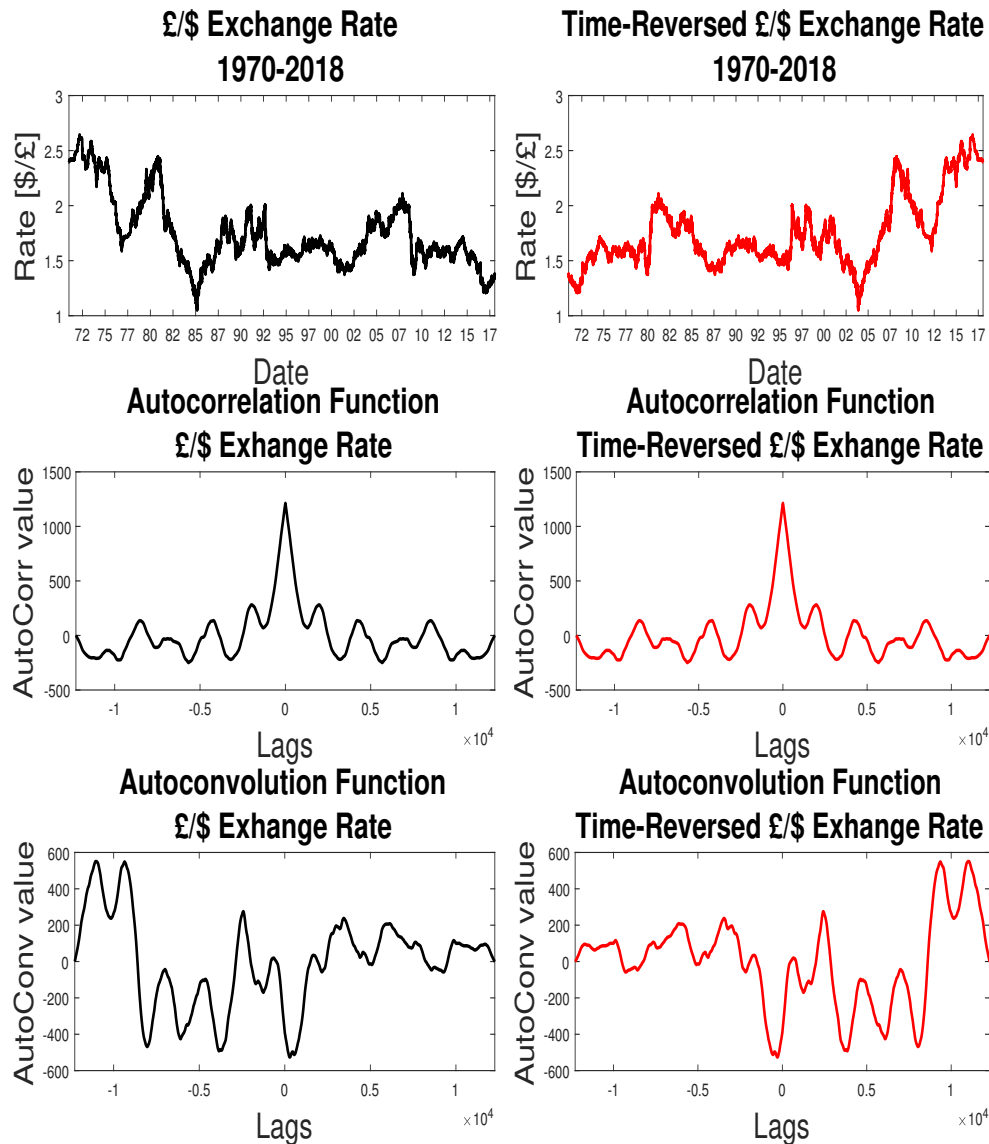 £/$ Exchange Rate
1970-2018
3
2.5
2
1.5
1
Rate [$/£]
72 77 80 82 85 87 90 92 95 97 00 02 05 07 10 12 15 17
Date
Time-Reversed £/$ Exchange Rate
1970-2018
3
2.5
2
1.5
1
Rate [$/£]
72 77 80 82 85 87 90 92 95 97 00 02 05 07 10 12 15 17
Date
Autocorrelation Function
£/$ Exhange Rate
1500
1000
500
0
-500
AutoCorr value
-1 -0.5 0 0.5 1
×10⁴
Lags
Autocorrelation Function
Time-Reversed £/$ Exhange Rate
1500
1000
500
0
-500
AutoCorr value
-1 -0.5 0 0.5 1
×10⁴
Lags
Autoconvolution Function
£/$ Exhange Rate
600
400
200
0
-200
-400
-600
AutoConv value
-1 -0.5 0 0.5 1
×10⁴
Lags
Autoconvolution Function
Time-Reversed £/$ Exhange Rate
600
400
200
0
-200
-400
-600
AutoConv value
-1 -0.5 0 0.5 1
×10⁴
Lags